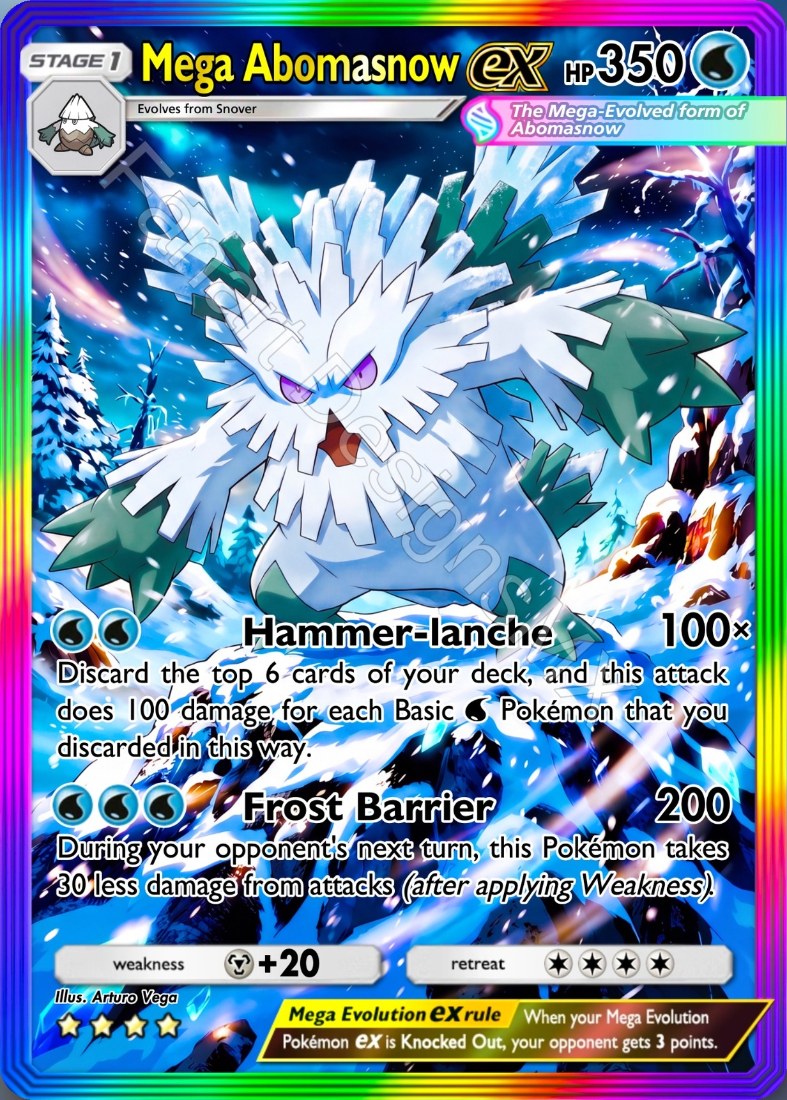 STAGE 1
Mega Abomasnow ex HP 350
Evolves from Snover
The Mega-Evolved form of
Abomasnow
Fanart Designs
Hammer-lanche 100×
Discard the top 6 cards of your deck, and this attack
does 100 damage for each Basic Pokémon that you
discarded in this way.
Frost Barrier 200
During your opponent's next turn, this Pokémon takes
30 less damage from attacks (after applying Weakness).
weakness +20 retreat
Illus. Arturo Vega
Mega Evolution ex rule When your Mega Evolution
Pokémon ex is Knocked Out, your opponent gets 3 points.